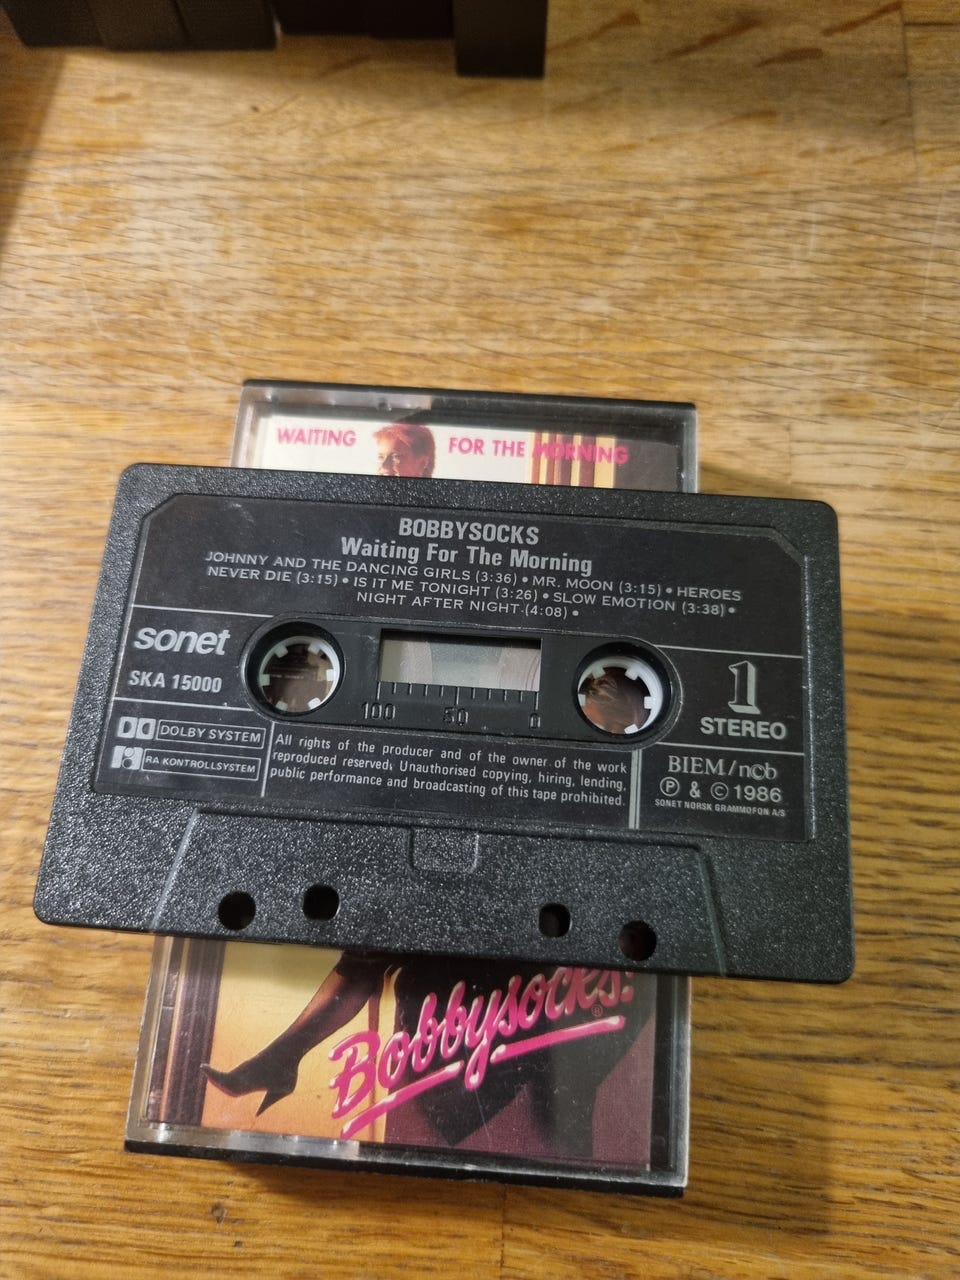 WAITING FOR THE MORNING
BOBBYSOCKS
Waiting For The Morning
JOHNNY AND THE DANCING GIRLS (3:36) • MR. MOON (3:15) • HEROES
NEVER DIE (3:15) • IS IT ME TONIGHT (3:26) • SLOW EMOTION (3:38) •
NIGHT AFTER NIGHT (4:08) •
sonet
SKA 15000
1
STEREO
100 50 0
DOLBY SYSTEM
RA KONTROLLSYSTEM
All rights of the producer and of the owner of the work
reproduced reserved. Unauthorised copying, hiring, lending,
public performance and broadcasting of this tape prohibited.
BIEM/ncb
Ⓟ & © 1986
SONET NORSK GRAMMOFON A/S
Bobbysocks!
®